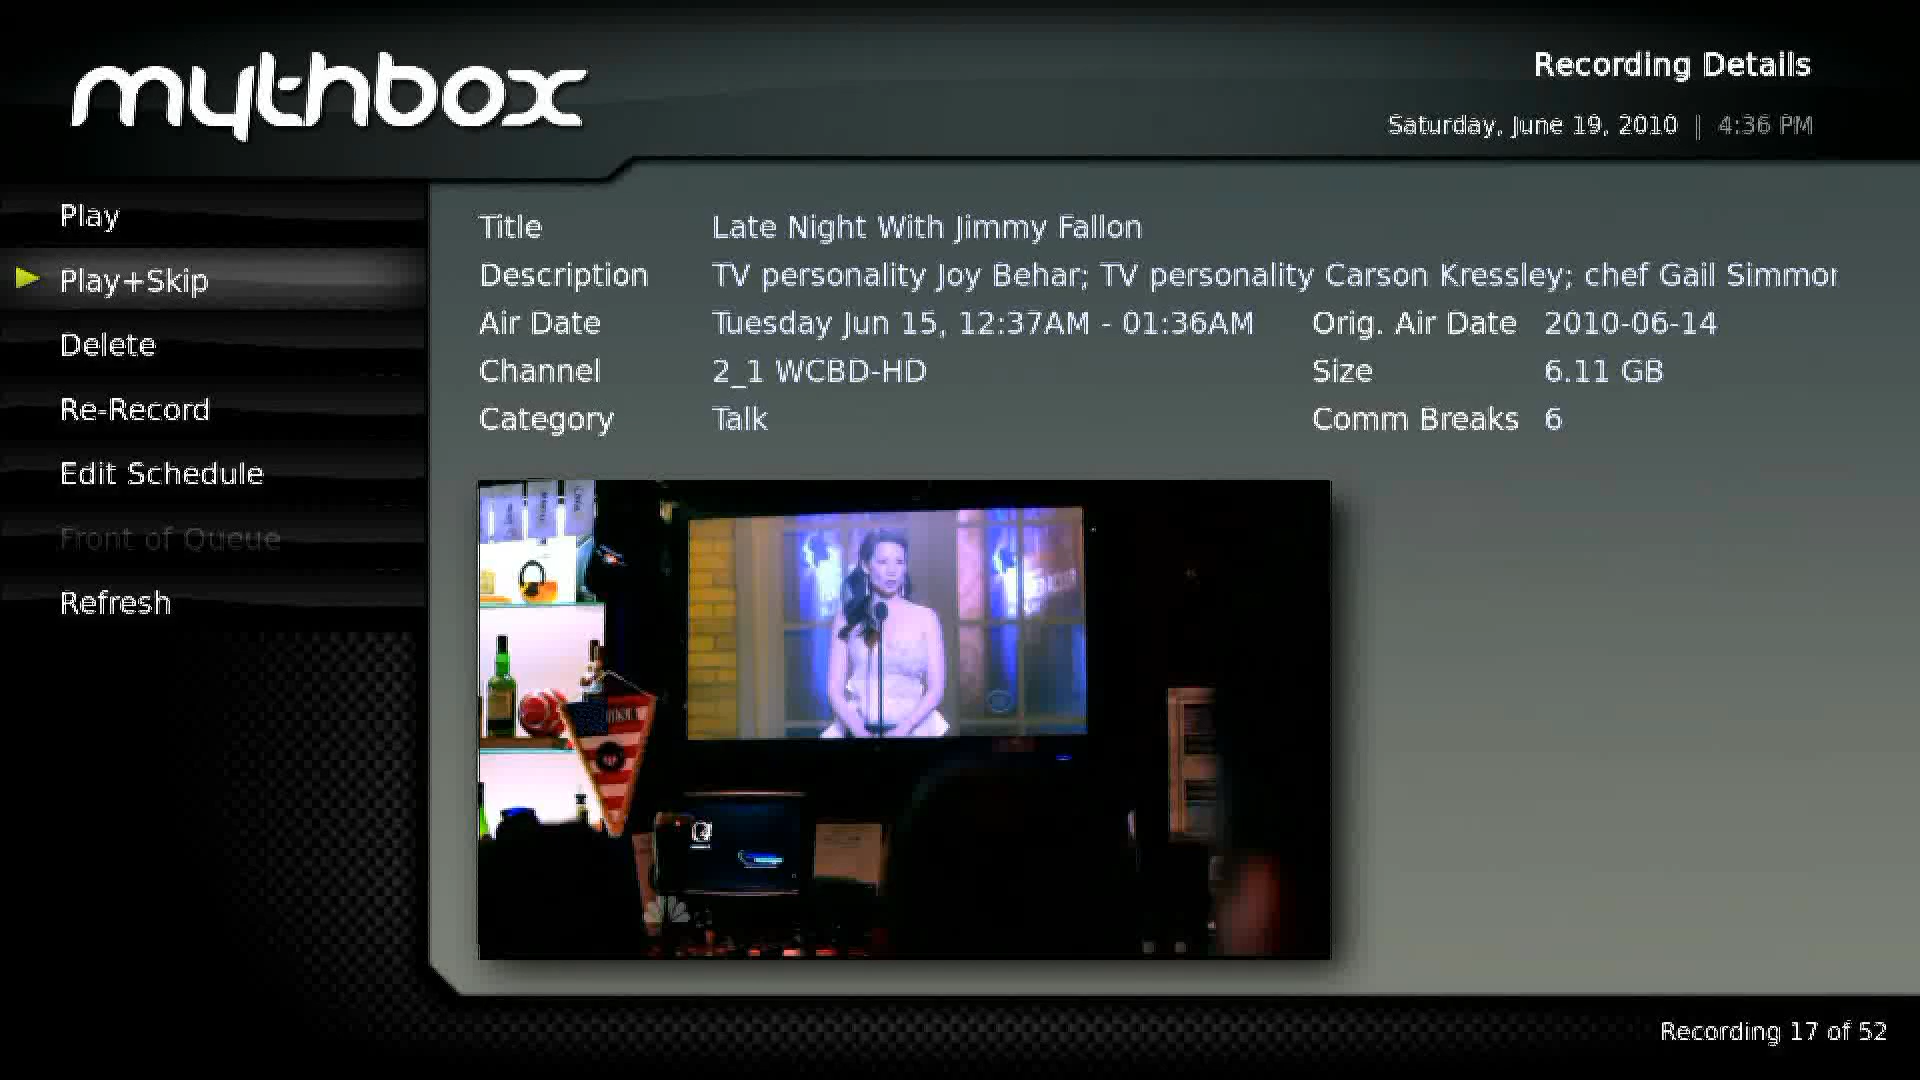 mythbox
Recording Details
Saturday, June 19, 2010 | 4:36 PM
Play
Play+Skip
Delete
Re-Record
Edit Schedule
Front of Queue
Refresh
Title Late Night With Jimmy Fallon
Description TV personality Joy Behar; TV personality Carson Kressley; chef Gail Simmor
Air Date Tuesday Jun 15, 12:37AM - 01:36AM Orig. Air Date 2010-06-14
Channel 2_1 WCBD-HD Size 6.11 GB
Category Talk Comm Breaks 6
Recording 17 of 52